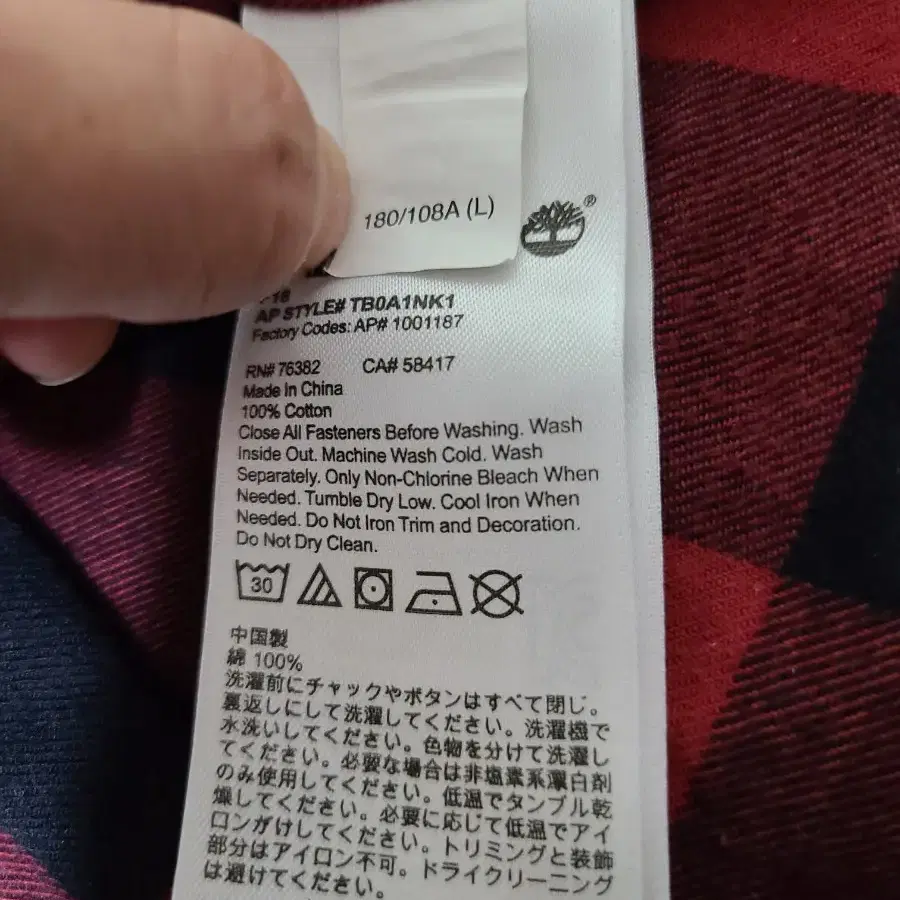 180/108A (L)
®
18
AP STYLE# TB0A1NK1
Factory Codes: AP# 1001187
RN# 76382 CA# 58417
Made In China
100% Cotton
Close All Fasteners Before Washing. Wash
Inside Out. Machine Wash Cold. Wash
Separately. Only Non-Chlorine Bleach When
Needed. Tumble Dry Low. Cool Iron When
Needed. Do Not Iron Trim and Decoration.
Do Not Dry Clean.
30
中国製
綿 100%
洗濯前にチャックやボタンはすべて閉じ。
裏返しにして洗濯してください。洗濯機で
水洗いしてください。色物を分けて洗濯し
てください。必要な場合は非塩素系漂白剤
のみ使用してください。低温でタンブル乾
燥してください。必要に応じて低温でアイ
ロンがけしてください。トリミングと装飾
部分はアイロン不可。ドライクリーニング
は避けてください。